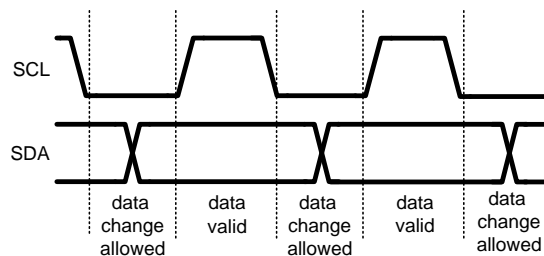 SCL
SDA
data
change
allowed
data
valid
data
change
allowed
data
valid
data
change
allowed